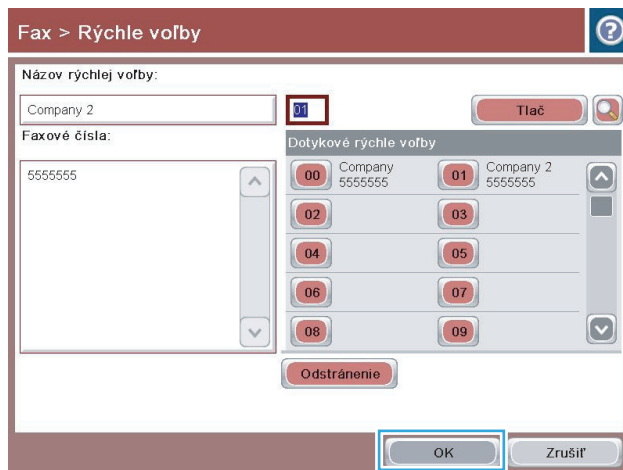 Fax > Rýchle voľby
?
Názov rýchlej voľby:
Company 2
01
Tlač
Faxové čísla:
Dotykové rýchle voľby
5555555
00 Company 5555555
01 Company 2 5555555
02
03
04
05
06
07
08
09
Odstránenie
OK
Zrušiť